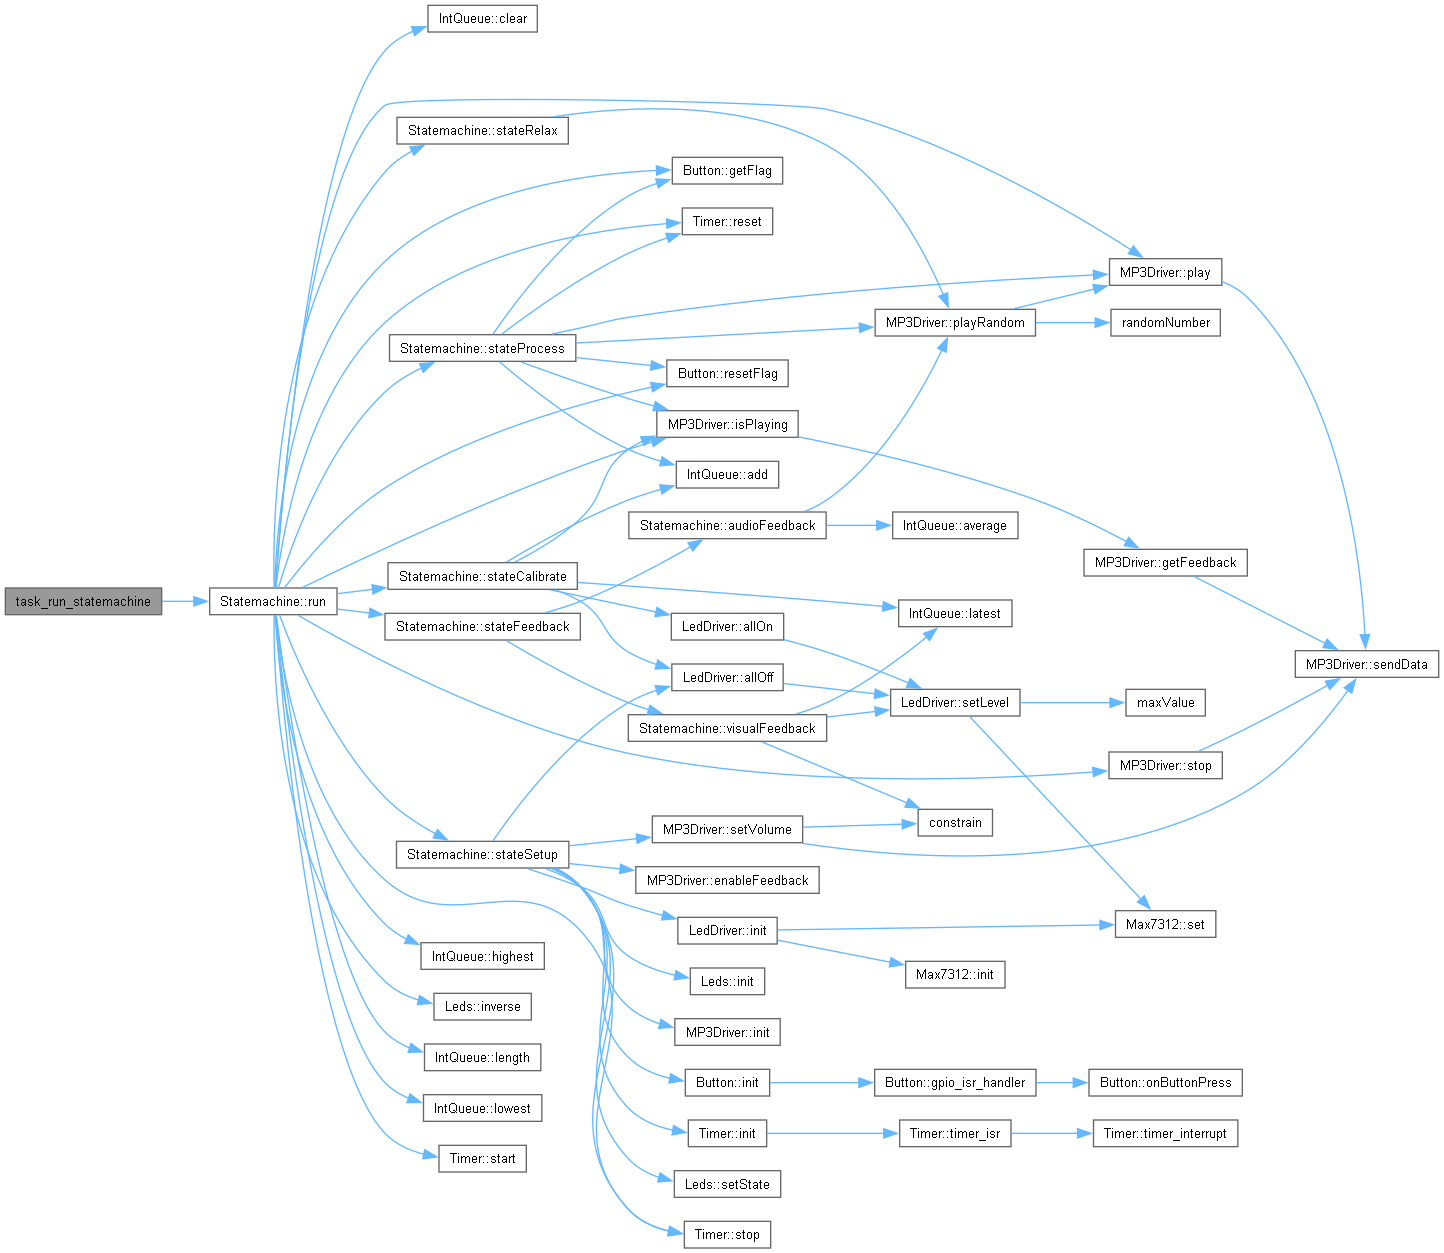 IntQueue::clear
Statemachine::stateRelax
Button::getFlag
Timer::reset
MP3Driver::play
MP3Driver::playRandom
randomNumber
Statemachine::stateProcess
Button::resetFlag
MP3Driver::isPlaying
IntQueue::add
Statemachine::audioFeedback
IntQueue::average
MP3Driver::getFeedback
Statemachine::stateCalibrate
task_run_statemachine
Statemachine::run
IntQueue::latest
Statemachine::stateFeedback
LedDriver::allOn
MP3Driver::sendData
LedDriver::allOff
LedDriver::setLevel
maxValue
Statemachine::visualFeedback
MP3Driver::stop
constrain
MP3Driver::setVolume
Statemachine::stateSetup
MP3Driver::enableFeedback
Max7312::set
LedDriver::init
IntQueue::highest
Max7312::init
Leds::init
Leds::inverse
MP3Driver::init
IntQueue::length
Button::init
Button::gpio_isr_handler
Button::onButtonPress
IntQueue::lowest
Timer::init
Timer::timer_isr
Timer::timer_interrupt
Timer::start
Leds::setState
Timer::stop